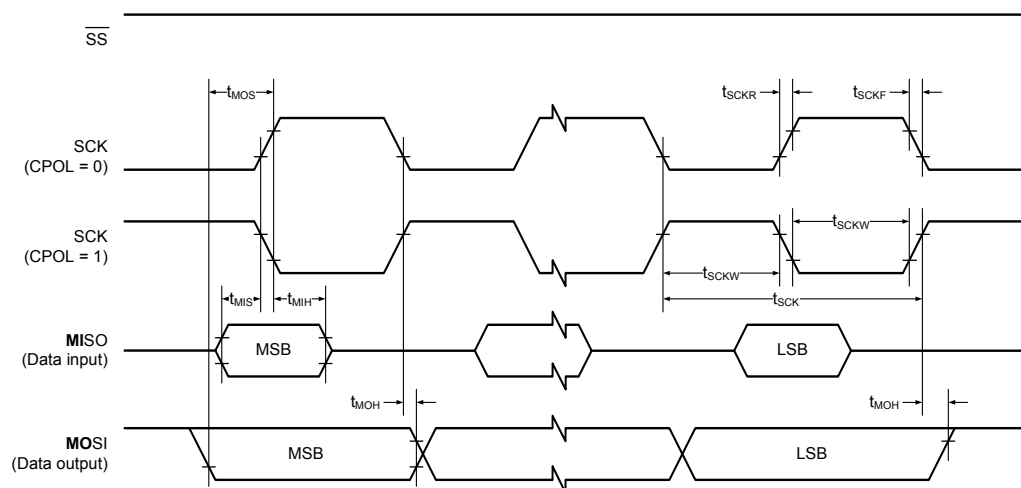 SS
tMOS
tSCKR
tSCKF
SCK
(CPOL = 0)
SCK
(CPOL = 1)
tSCKW
tSCKW
tMIS
tMIH
tSCK
MISO
(Data input)
MSB
LSB
tMOH
tMOH
MOSI
(Data output)
MSB
LSB